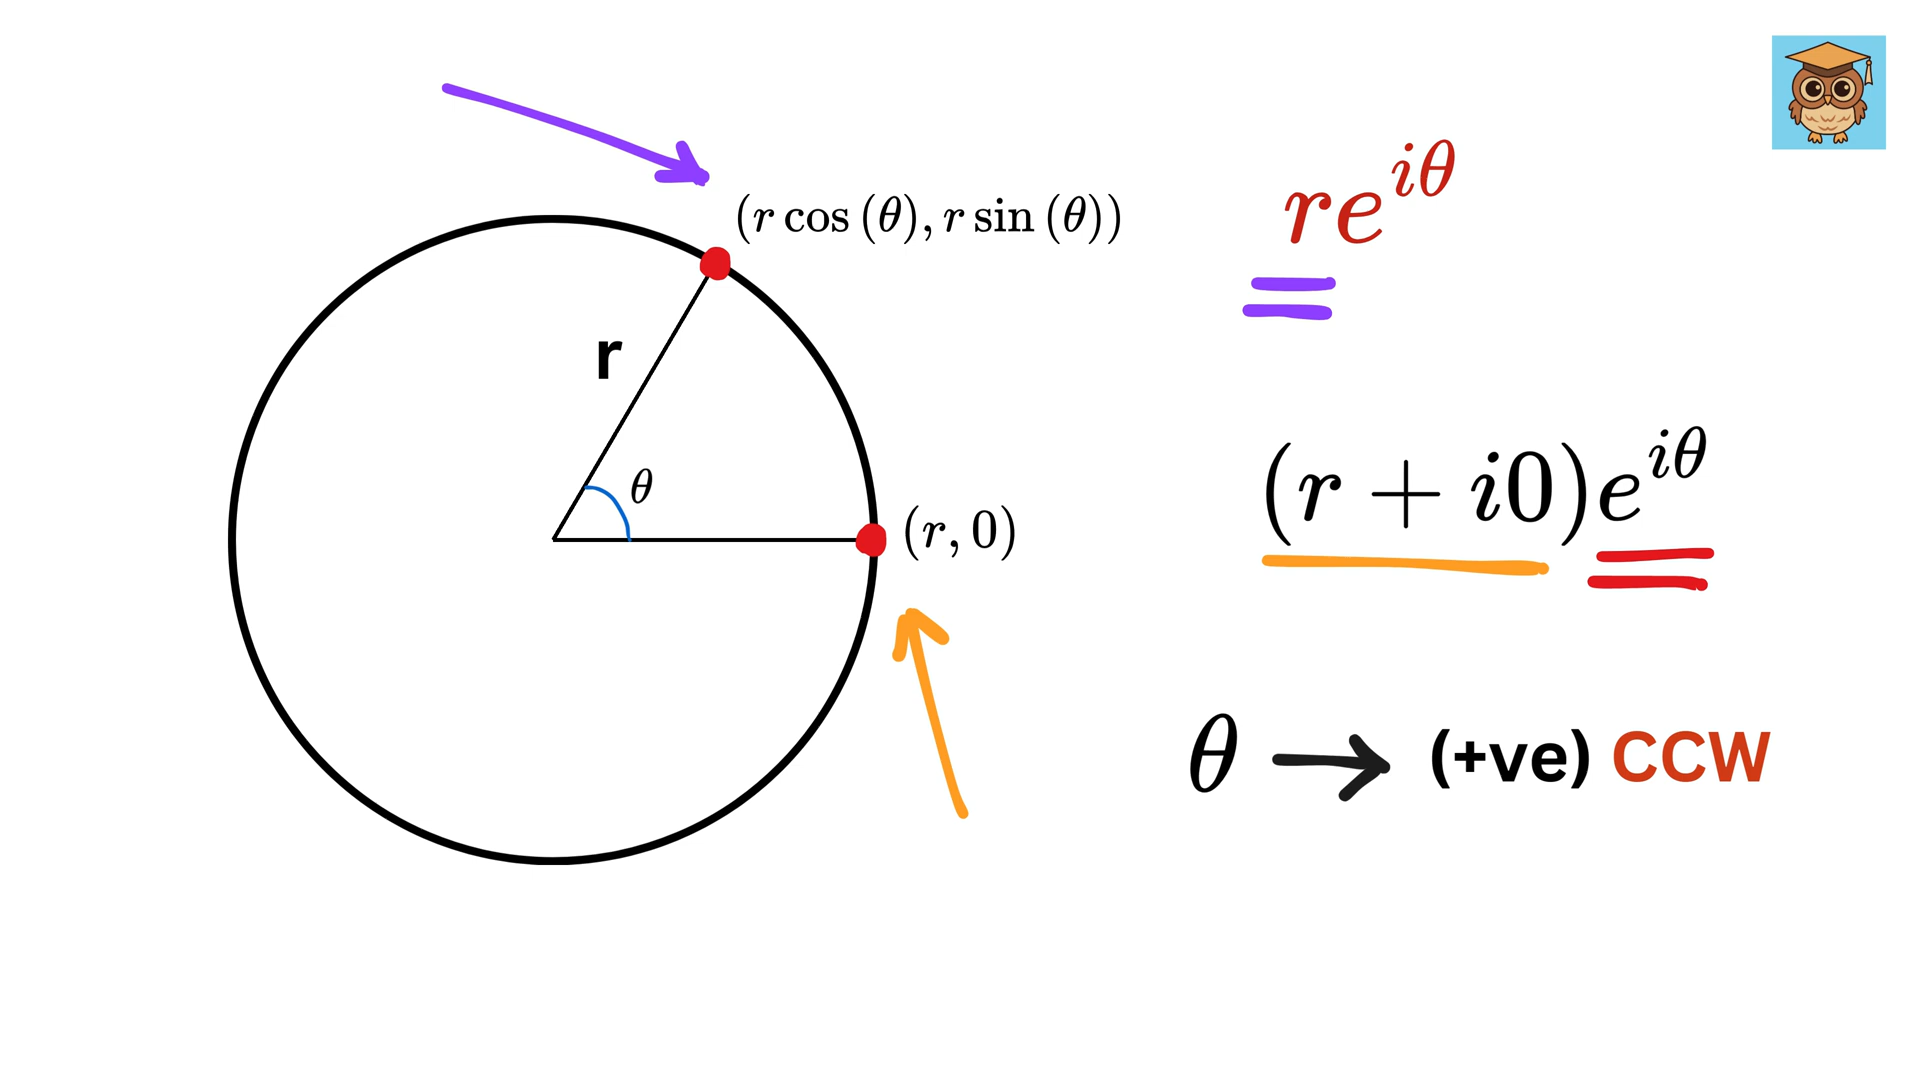 (r cos (θ), r sin (θ))
re^{iθ}
r
θ
(r, 0)
(r + i0)e^{iθ}
θ → (+ve) CCW